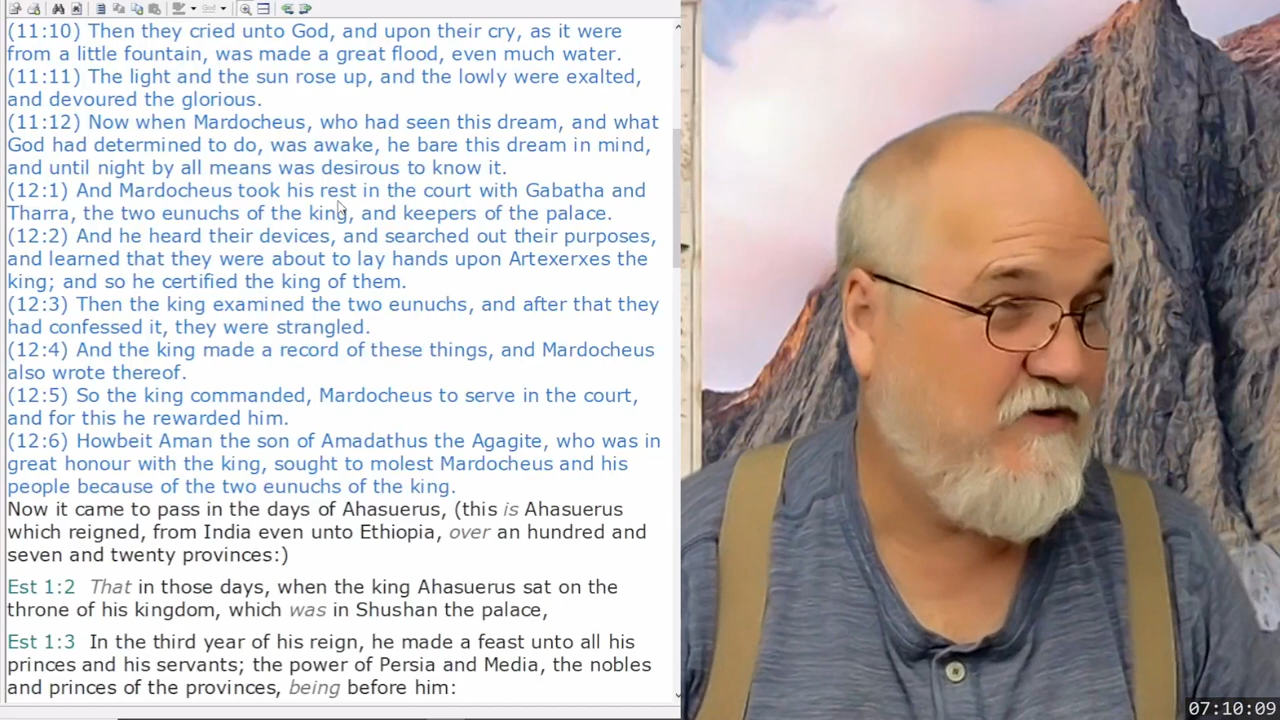 (11:10) Then they cried unto God, and upon their cry, as it were
from a little fountain, was made a great flood, even much water.
(11:11) The light and the sun rose up, and the lowly were exalted,
and devoured the glorious.
(11:12) Now when Mardocheus, who had seen this dream, and what
God had determined to do, was awake, he bare this dream in mind,
and until night by all means was desirous to know it.
(12:1) And Mardocheus took his rest in the court with Gabatha and
Tharra, the two eunuchs of the king, and keepers of the palace.
(12:2) And he heard their devices, and searched out their purposes,
and learned that they were about to lay hands upon Artexerxes the
king; and so he certified the king of them.
(12:3) Then the king examined the two eunuchs, and after that they
had confessed it, they were strangled.
(12:4) And the king made a record of these things, and Mardocheus
also wrote thereof.
(12:5) So the king commanded, Mardocheus to serve in the court,
and for this he rewarded him.
(12:6) Howbeit Aman the son of Amadathus the Agagite, who was in
great honour with the king, sought to molest Mardocheus and his
people because of the two eunuchs of the king.
Now it came to pass in the days of Ahasuerus, (this is Ahasuerus
which reigned, from India even unto Ethiopia, over an hundred and
seven and twenty provinces:)
Est 1:2 That in those days, when the king Ahasuerus sat on the
throne of his kingdom, which was in Shushan the palace,
Est 1:3 In the third year of his reign, he made a feast unto all his
princes and his servants; the power of Persia and Media, the nobles
and princes of the provinces, being before him:
07:10:09